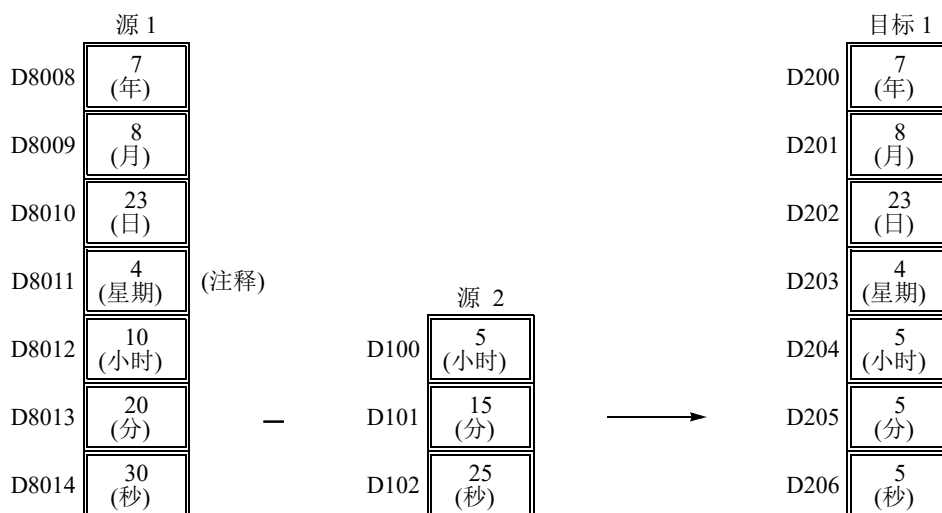 源 1
目标 1
D8008
7
(年)
D200
7
(年)
D8009
8
(月)
D201
8
(月)
D8010
23
(日)
D202
23
(日)
D8011
4
(星期)
(注释)
D203
4
(星期)
源 2
D8012
10
(小时)
D100
5
(小时)
D204
5
(小时)
D8013
20
(分)
–
D101
15
(分)
D205
5
(分)
D8014
30
(秒)
D102
25
(秒)
D206
5
(秒)